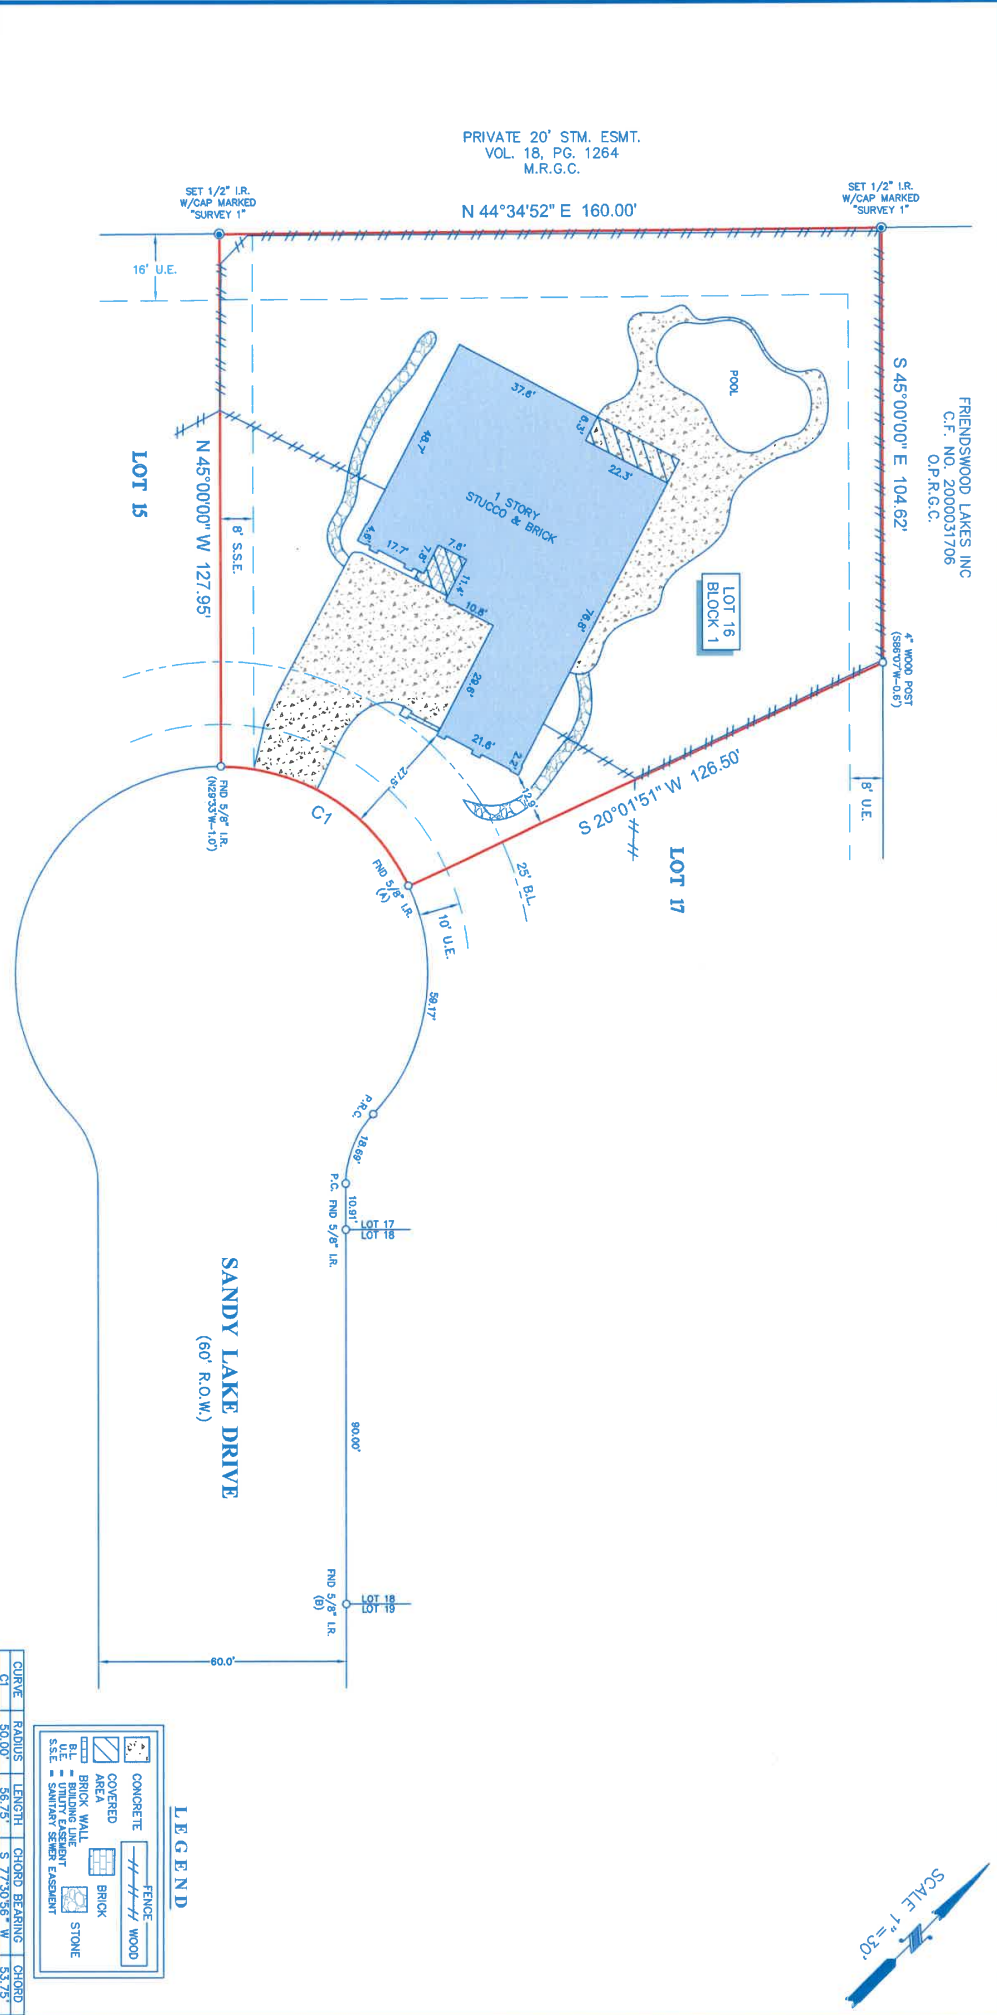 PRIVATE 20' STM. ESMT.
VOL. 18, PG. 1264
M.R.G.C.
SET 1/2" I.R.
W/CAP MARKED
"SURVEY 1"
N 44°34'52" E 160.00'
SET 1/2" I.R.
W/CAP MARKED
"SURVEY 1"
16' U.E.
FRIENDSWOOD LAKES INC
C.F. NO. 2000031706
O.P.R.G.C.
S 45°00'00" E 104.62'
POOL
37.6'
6.3'
22.3'
48.7'
1 STORY
STUCCO & BRICK
LOT 15
N 45°00'00" W 127.95'
8' S.S.E.
4.6'
17.7'
7.6'
7.8'
11.4'
10.8'
76.8'
LOT 16
BLOCK 1
4" WOOD POST
(S86°07'W-0.6')
29.6'
21.6'
2.2'
27.5'
12.9'
S 20°01'51" W 126.50'
8' U.E.
LOT 17
25' B.L.
10' U.E.
C1
FND 5/8" I.R.
(N29°33'W-1.0')
FND 5/8" I.R.
(A)
59.17'
P.R.C.
18.69'
P.C.
10.91'
FND 5/8" I.R.
LOT 17
LOT 18
SANDY LAKE DRIVE
(60' R.O.W.)
90.00'
FND 5/8" I.R.
(B)
LOT 18
LOT 19
60.0'
LEGEND
CONCRETE
FENCE
WOOD
COVERED
AREA
BRICK
BRICK WALL
STONE
B.L. = BUILDING LINE
U.E. = UTILITY EASEMENT
S.S.E. = SANITARY SEWER EASEMENT
CURVE RADIUS LENGTH CHORD BEARING CHORD
C1 50.00' 56.75' S 77°30'56" W 53.75'
SCALE 1"=30'